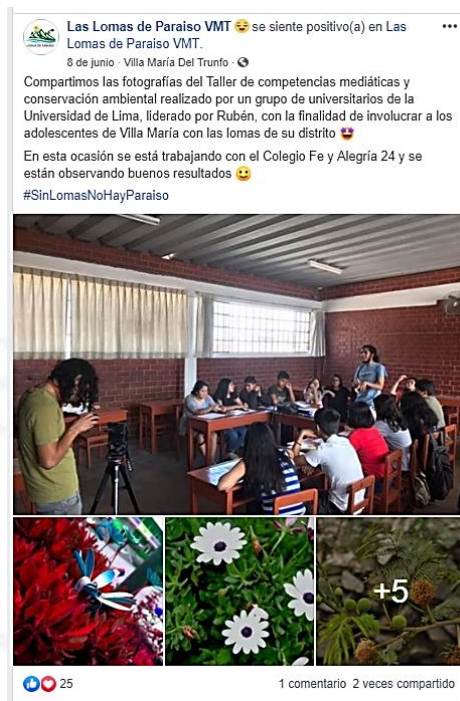 Las Lomas de Paraiso VMT 😌 se siente positivo(a) en Las
Lomas de Paraiso VMT.
8 de junio · Villa María Del Trunfo ·
Compartimos las fotografías del Taller de competencias mediáticas y
conservación ambiental realizado por un grupo de universitarios de la
Universidad de Lima, liderado por Rubén, con la finalidad de involucrar a los
adolescentes de Villa María con las lomas de su distrito 🤩
En esta ocasión se está trabajando con el Colegio Fe y Alegría 24 y se
están observando buenos resultados 🙂
#SinLomasNoHayParaiso
+5
25 1 comentario 2 veces compartido